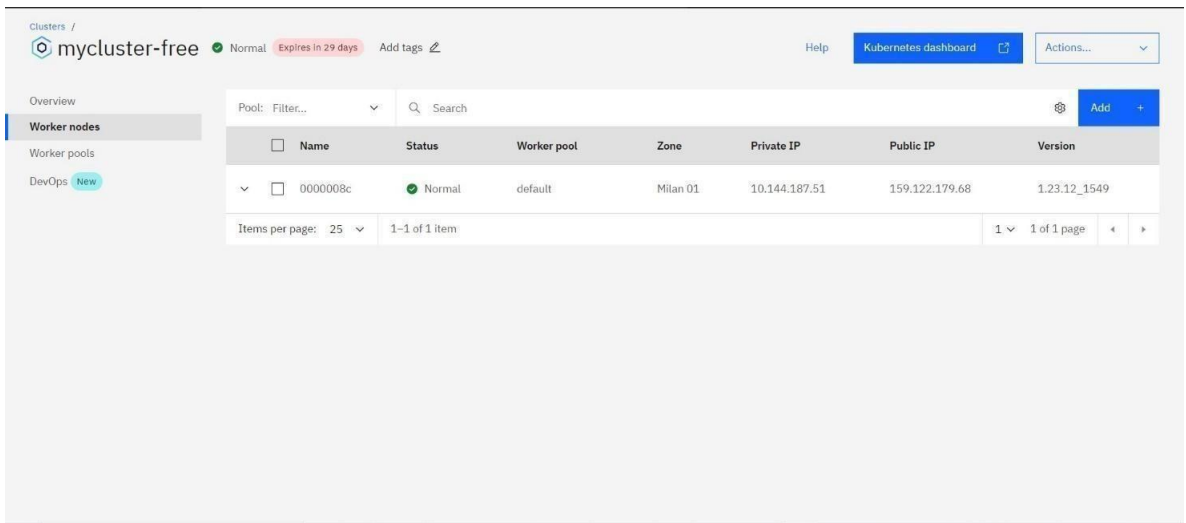 Clusters /
mycluster-free Normal Expires in 29 days Add tags Help Kubernetes dashboard Actions...
Overview
Worker nodes
Worker pools
DevOps New
Pool: Filter... Search Add +
Name Status Worker pool Zone Private IP Public IP Version
0000008c Normal default Milan 01 10.144.187.51 159.122.179.68 1.23.12_1549
Items per page: 25 1–1 of 1 item 1 1 of 1 page